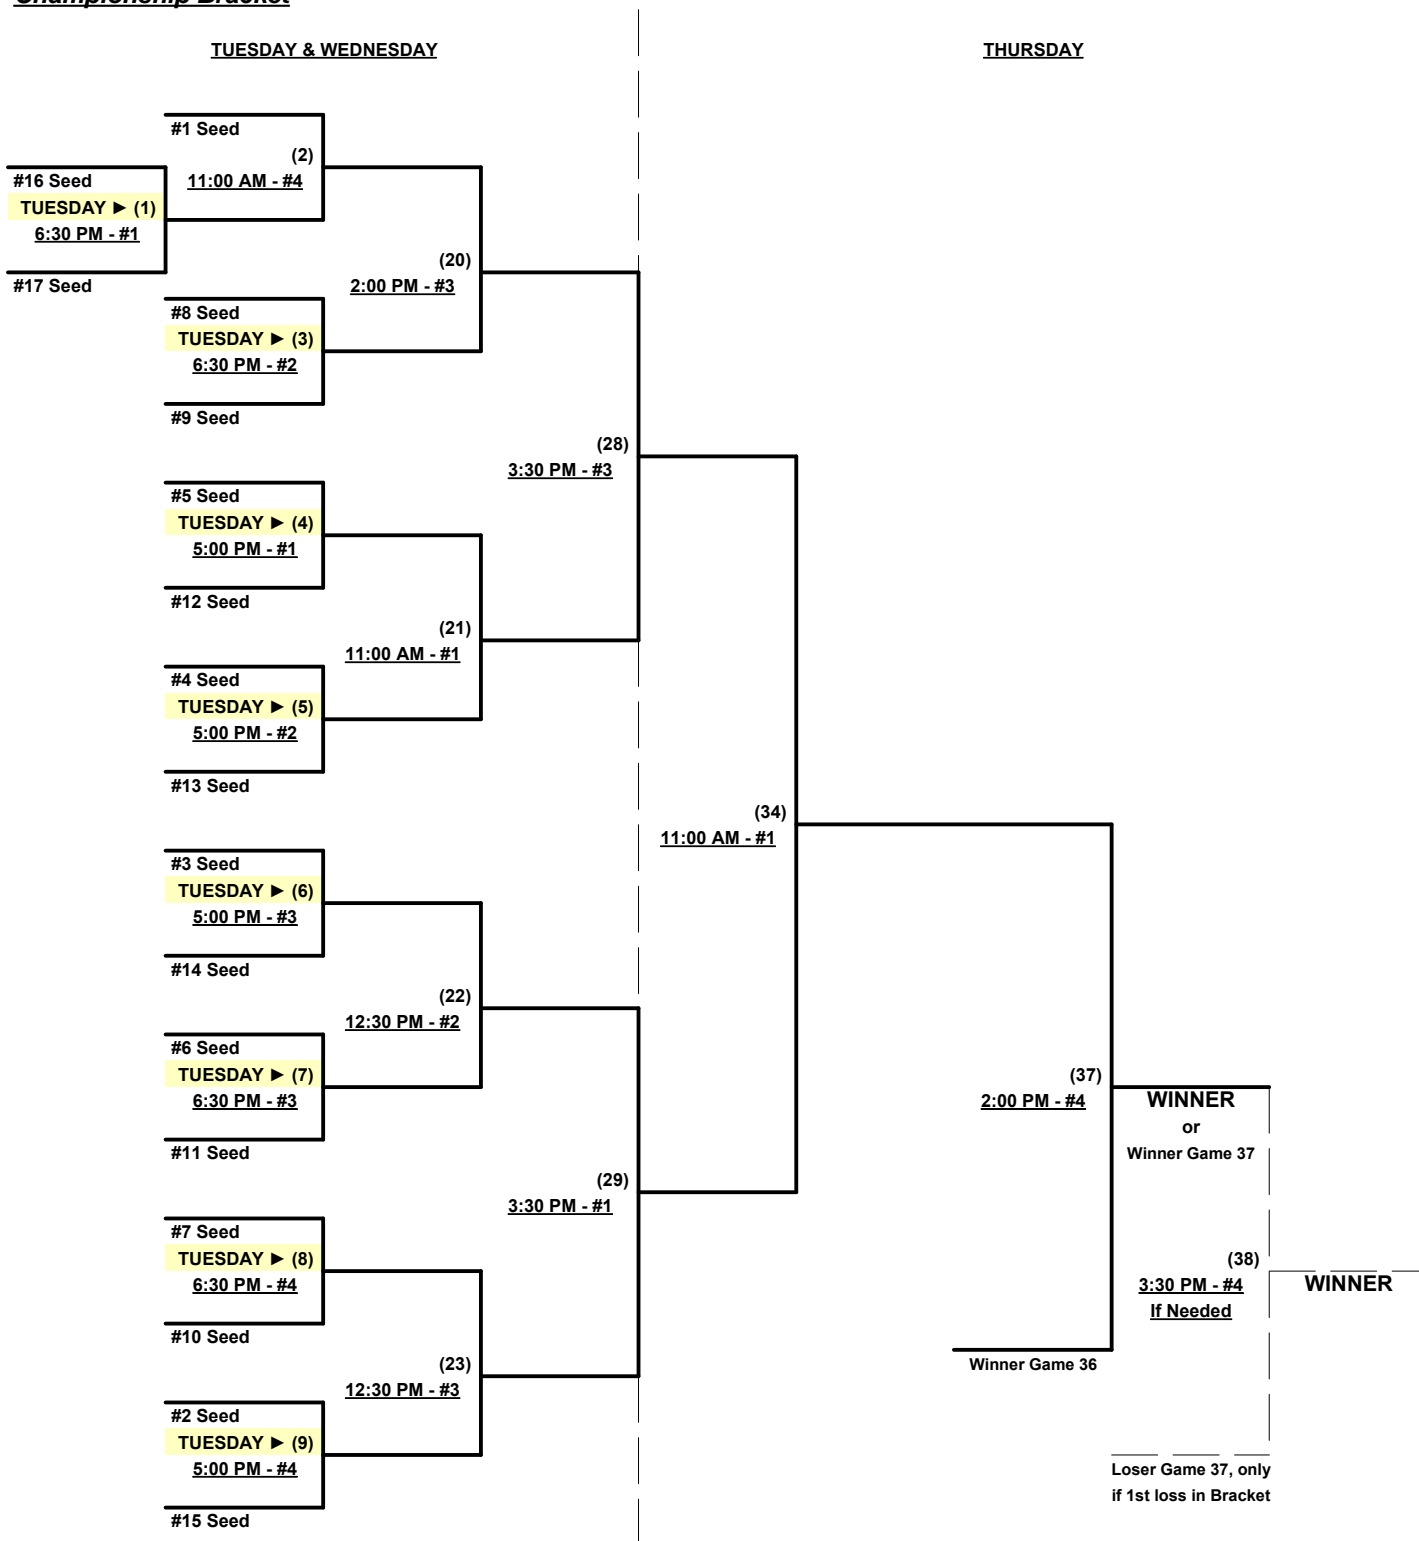 Championship Bracket
TUESDAY & WEDNESDAY
THURSDAY
#1 Seed
(2)
11:00 AM - #4
#16 Seed
TUESDAY ► (1)
6:30 PM - #1
#17 Seed
(20)
2:00 PM - #3
#8 Seed
TUESDAY ► (3)
6:30 PM - #2
#9 Seed
(28)
3:30 PM - #3
#5 Seed
TUESDAY ► (4)
5:00 PM - #1
#12 Seed
(21)
11:00 AM - #1
#4 Seed
TUESDAY ► (5)
5:00 PM - #2
#13 Seed
(34)
11:00 AM - #1
#3 Seed
TUESDAY ► (6)
5:00 PM - #3
#14 Seed
(22)
12:30 PM - #2
#6 Seed
TUESDAY ► (7)
6:30 PM - #3
#11 Seed
(37)
2:00 PM - #4
WINNER
or
Winner Game 37
(29)
3:30 PM - #1
#7 Seed
TUESDAY ► (8)
6:30 PM - #4
#10 Seed
(38)
3:30 PM - #4
If Needed
WINNER
(23)
12:30 PM - #3
Winner Game 36
#2 Seed
TUESDAY ► (9)
5:00 PM - #4
#15 Seed
Loser Game 37, only
if 1st loss in Bracket